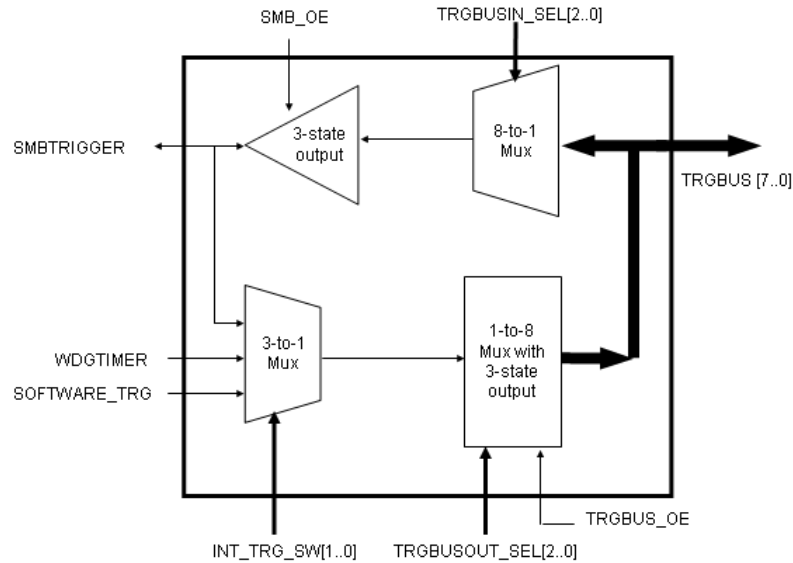 SMB_OE
TRGBUSIN_SEL[2..0]
3-state
output
8-to-1
Mux
SMBTRIGGER
TRGBUS [7..0]
3-to-1
Mux
1-to-8
Mux with
3-state
output
WDGTIMER
SOFTWARE_TRG
TRGBUS_OE
INT_TRG_SW[1..0]
TRGBUSOUT_SEL[2..0]